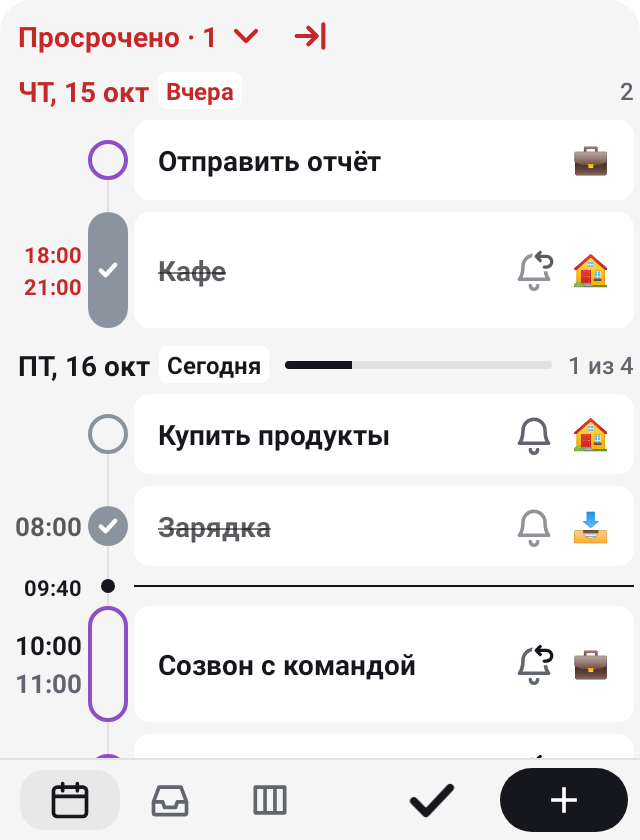 Просрочено · 1
ЧТ, 15 окт Вчера 2
Отправить отчёт
18:00
21:00
Кафе
ПТ, 16 окт Сегодня 1 из 4
Купить продукты
08:00 Зарядка
09:40
10:00
11:00
Созвон с командой